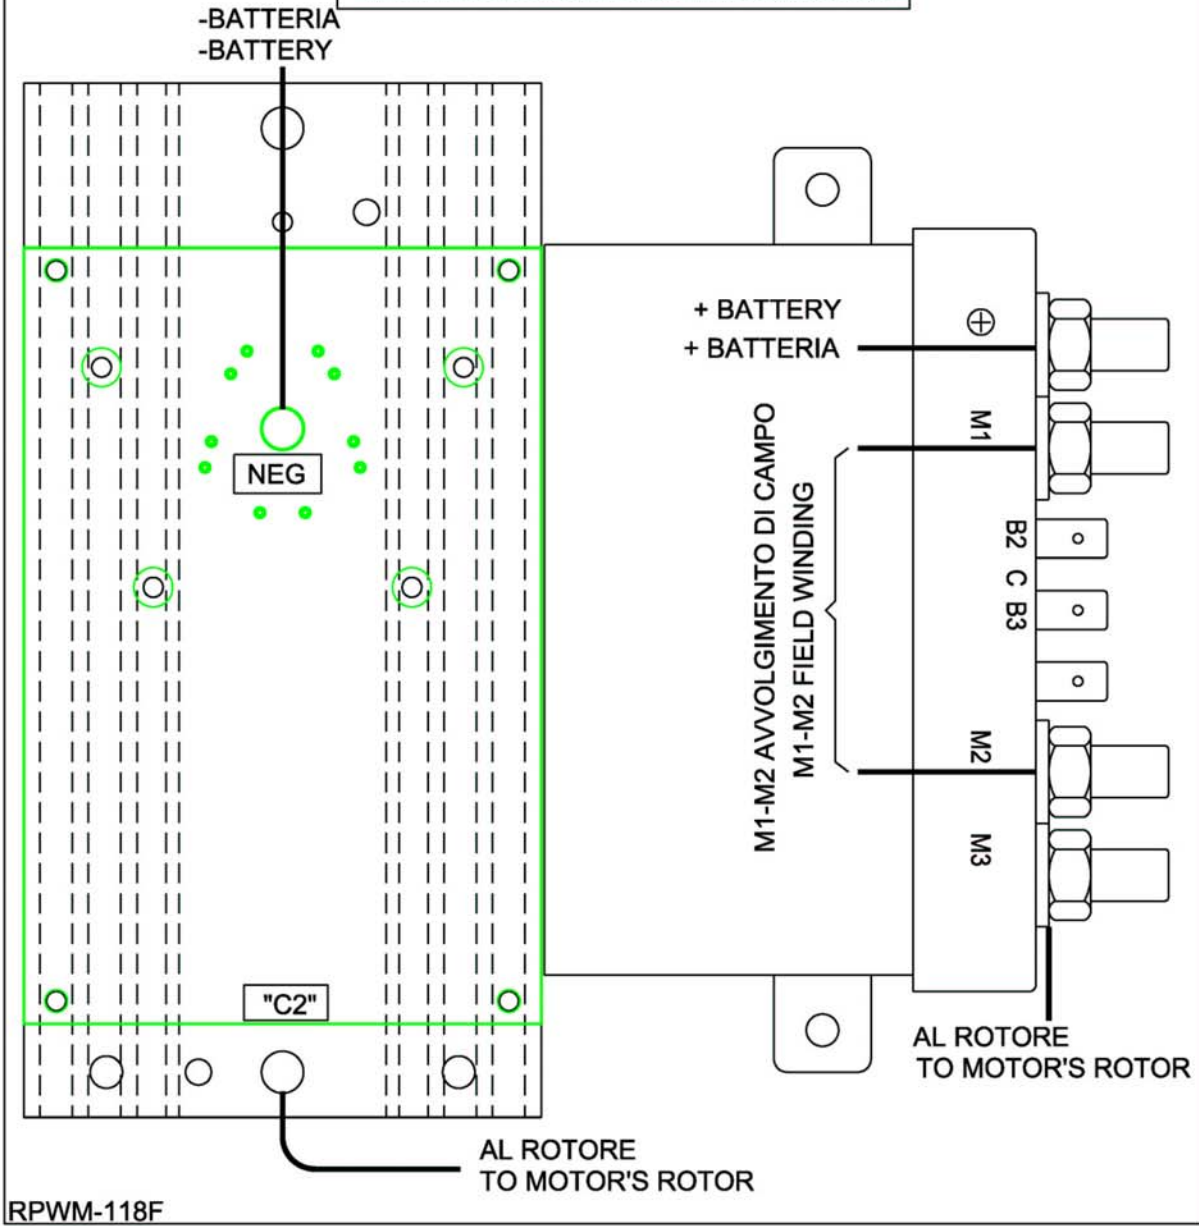 -BATTERIA
-BATTERY
+ BATTERY
+ BATTERIA
M1
M1-M2 AVVOLGIMENTO DI CAMPO
M1-M2 FIELD WINDING
NEG
B2
C
B3
M2
M3
"C2"
AL ROTORE
TO MOTOR'S ROTOR
AL ROTORE
TO MOTOR'S ROTOR
RPWM-118F